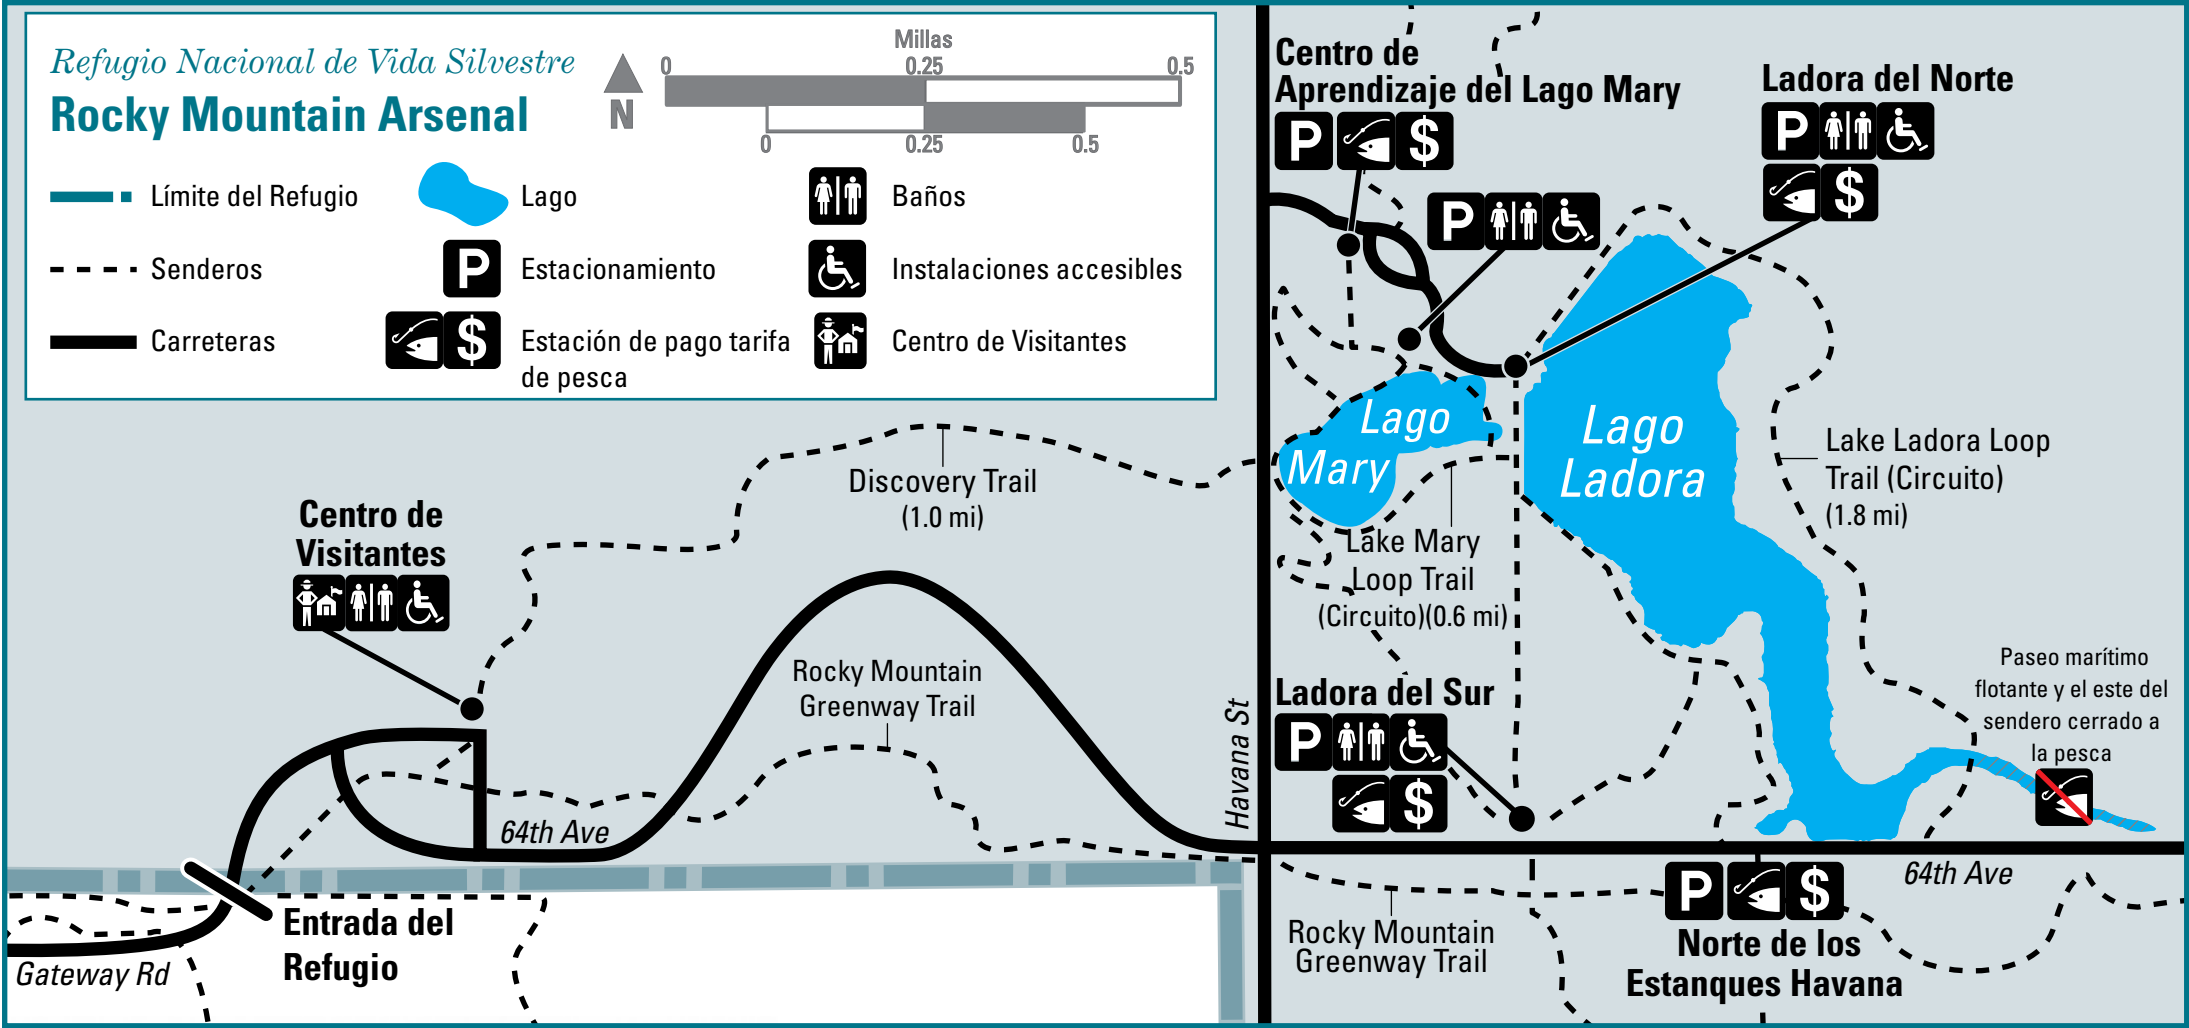 Refugio Nacional de Vida Silvestre
Rocky Mountain Arsenal
N
Millas
0 0.25 0.5
0 0.25 0.5
Límite del Refugio
Lago
Baños
Senderos
P
Estacionamiento
Instalaciones accesibles
Carreteras
$
Estación de pago tarifa
de pesca
Centro de Visitantes
Centro de
Aprendizaje del Lago Mary
P $
Ladora del Norte
P
$
P
Lago
Mary
Lago
Ladora
Lake Ladora Loop
Trail (Circuito)
(1.8 mi)
Discovery Trail
(1.0 mi)
Centro de
Visitantes
Lake Mary
Loop Trail
(Circuito)(0.6 mi)
Rocky Mountain
Greenway Trail
Havana St
Ladora del Sur
P
$
Paseo marítimo
flotante y el este del
sendero cerrado a
la pesca
64th Ave
64th Ave
P $
Norte de los
Estanques Havana
Rocky Mountain
Greenway Trail
Entrada del
Refugio
Gateway Rd